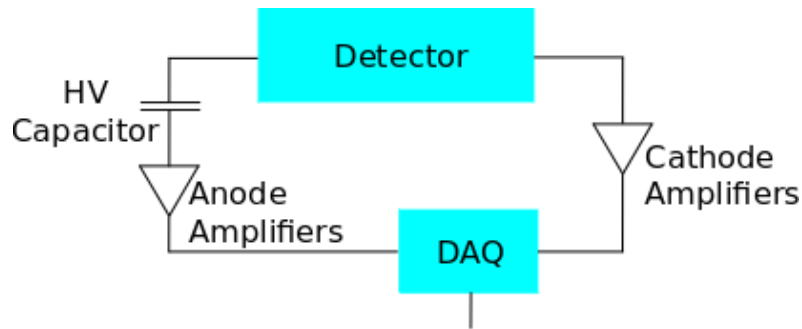 Detector
HV
Capacitor
Cathode
Amplifiers
Anode
Amplifiers
DAQ